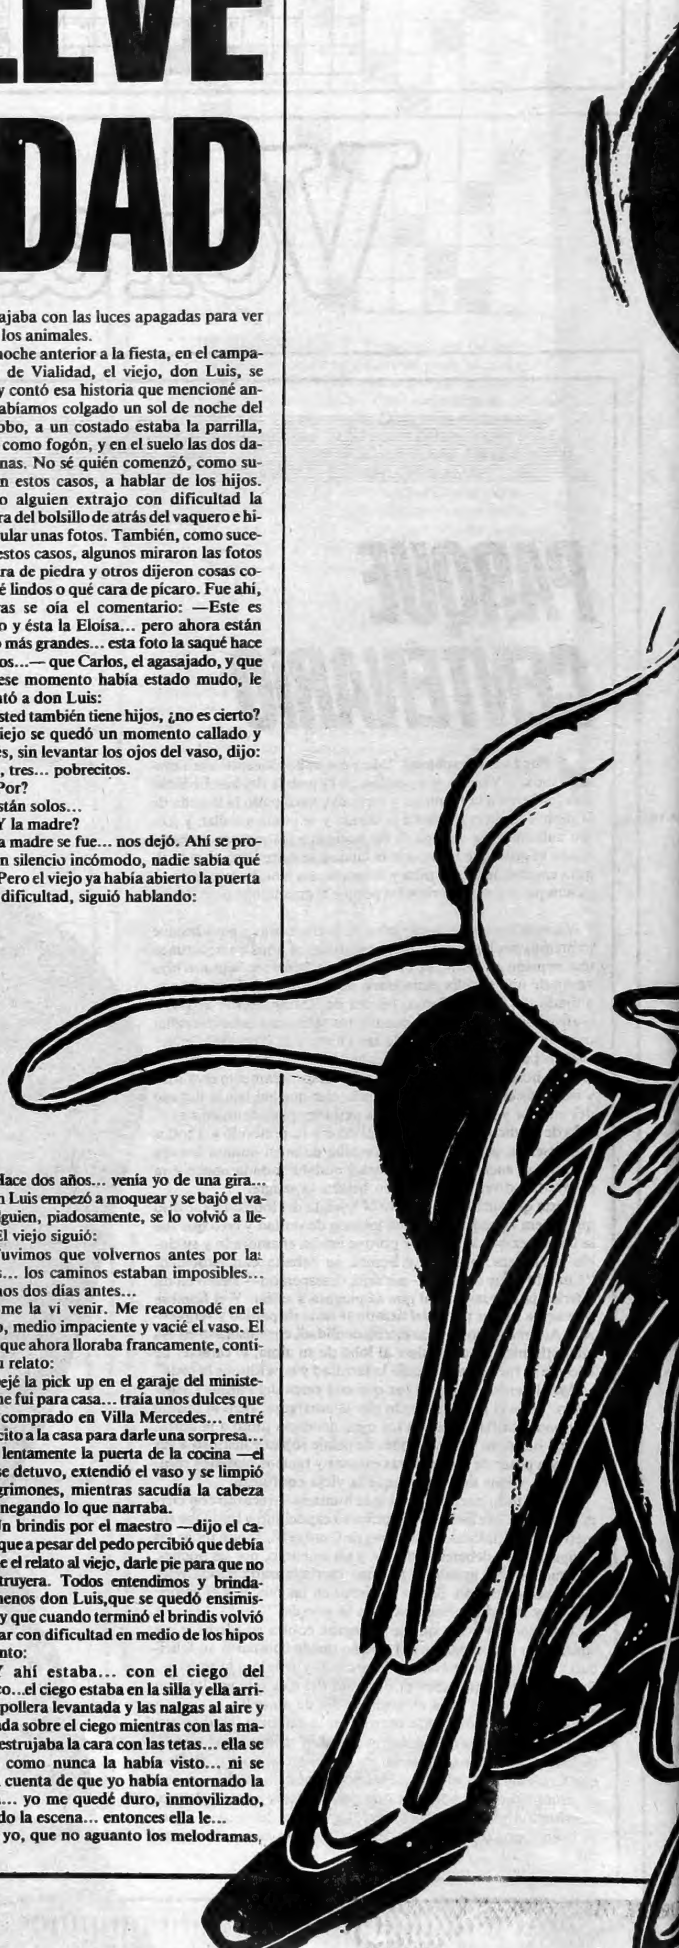 LEVE
DAD
ajaba con las luces apagadas para ver
los animales.
noche anterior a la fiesta, en el campa-
de Vialidad, el viejo, don Luis, se
y contó esa historia que mencioné an-
abíamos colgado un sol de noche del
obo, a un costado estaba la parrilla,
como fogón, y en el suelo las dos da-
nas. No sé quién comenzó, como su-
n estos casos, a hablar de los hijos.
o alguien extrajo con dificultad la
ra del bolsillo de atrás del vaquero e hi-
ular unas fotos. También, como suce-
estos casos, algunos miraron las fotos
ra de piedra y otros dijeron cosas co-
é lindos o qué cara de pícaro. Fue ahí,
ras se oía el comentario: —Este es
o y ésta la Eloísa... pero ahora están
o más grandes... esta foto la saqué hace
os...— que Carlos, el agasajado, y que
ese momento había estado mudo, le
ntó a don Luis:
sted también tiene hijos, ¿no es cierto?
iejo se quedó un momento callado y
es, sin levantar los ojos del vaso, dijo:
, tres... pobrecitos.
Por?
stán solos...
Y la madre?
a madre se fue... nos dejó. Ahí se pro-
n silencio incómodo, nadie sabía qué
Pero el viejo ya había abierto la puerta
dificultad, siguió hablando:
Hace dos años... venía yo de una gira...
n Luis empezó a moquear y se bajó el va-
lguien, piadosamente, se lo volvió a lle-
El viejo siguió:
uvimos que volvernos antes por la
s... los caminos estaban imposibles...
nos dos días antes...
me la vi venir. Me reacomodé en el
o, medio impaciente y vacié el vaso. El
que ahora lloraba francamente, conti-
u relato:
ejé la pick up en el garaje del ministe-
me fui para casa... traía unos dulces que
comprado en Villa Mercedes... entré
cito a la casa para darle una sorpresa...
lentamente la puerta de la cocina —el
se detuvo, extendió el vaso y se limpió
grimones, mientras sacudía la cabeza
negando lo que narraba.
n brindis por el maestro —dijo el ca-
que a pesar del pedo percibió que debía
e el relato al viejo, darle pie para que no
truyera. Todos entendimos y brinda-
menos don Luis,que se quedó ensimis-
y que cuando terminó el brindis volvió
ar con dificultad en medio de los hipos
nto:
Y ahí estaba... con el ciego del
co...el ciego estaba en la silla y ella arri-
pollera levantada y las nalgas al aire y
ada sobre el ciego mientras con las ma-
estrujaba la cara con las tetas... ella se
como nunca la había visto... ni se
cuenta de que yo había entornado la
... yo me quedé duro, inmovilizado,
do la escena... entonces ella le...
yo, que no aguanto los melodramas,